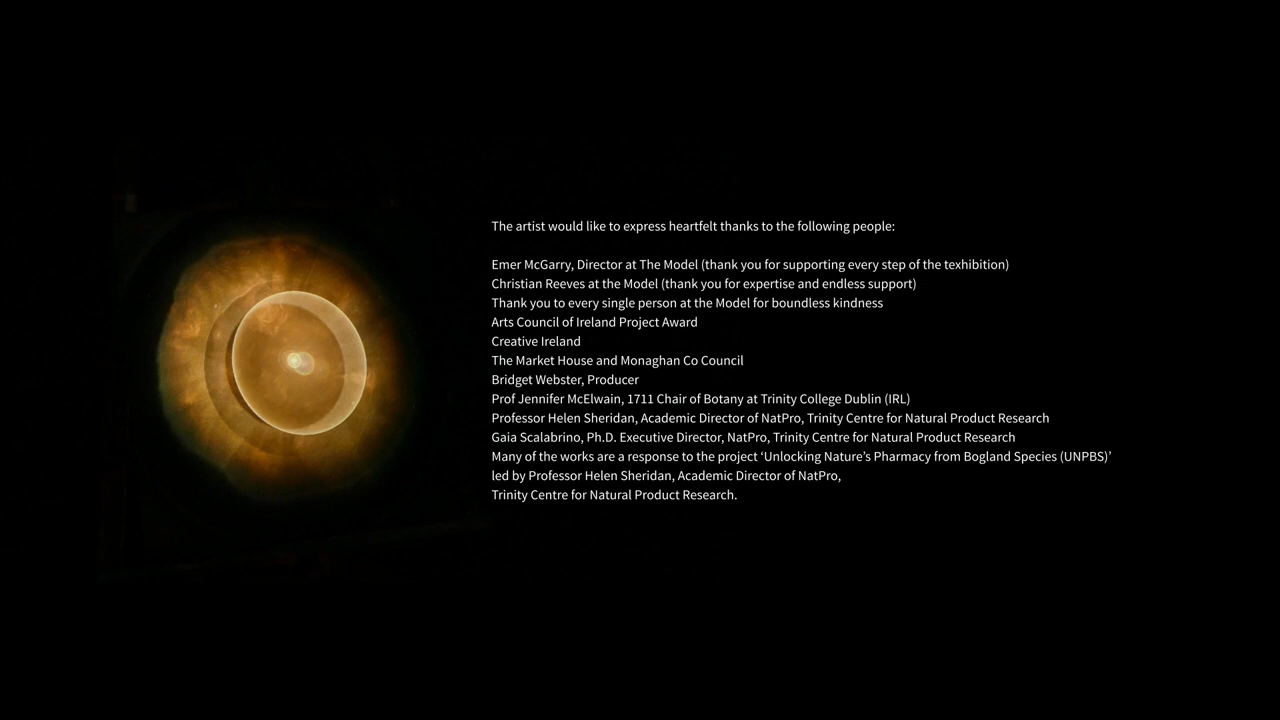 The artist would like to express heartfelt thanks to the following people:
Emer McGarry, Director at The Model (thank you for supporting every step of the texhibition)
Christian Reeves at the Model (thank you for expertise and endless support)
Thank you to every single person at the Model for boundless kindness
Arts Council of Ireland Project Award
Creative Ireland
The Market House and Monaghan Co Council
Bridget Webster, Producer
Prof Jennifer McElwain, 1711 Chair of Botany at Trinity College Dublin (IRL)
Professor Helen Sheridan, Academic Director of NatPro, Trinity Centre for Natural Product Research
Gaia Scalabrino, Ph.D. Executive Director, NatPro, Trinity Centre for Natural Product Research
Many of the works are a response to the project ‘Unlocking Nature’s Pharmacy from Bogland Species (UNPBS)’
led by Professor Helen Sheridan, Academic Director of NatPro,
Trinity Centre for Natural Product Research.